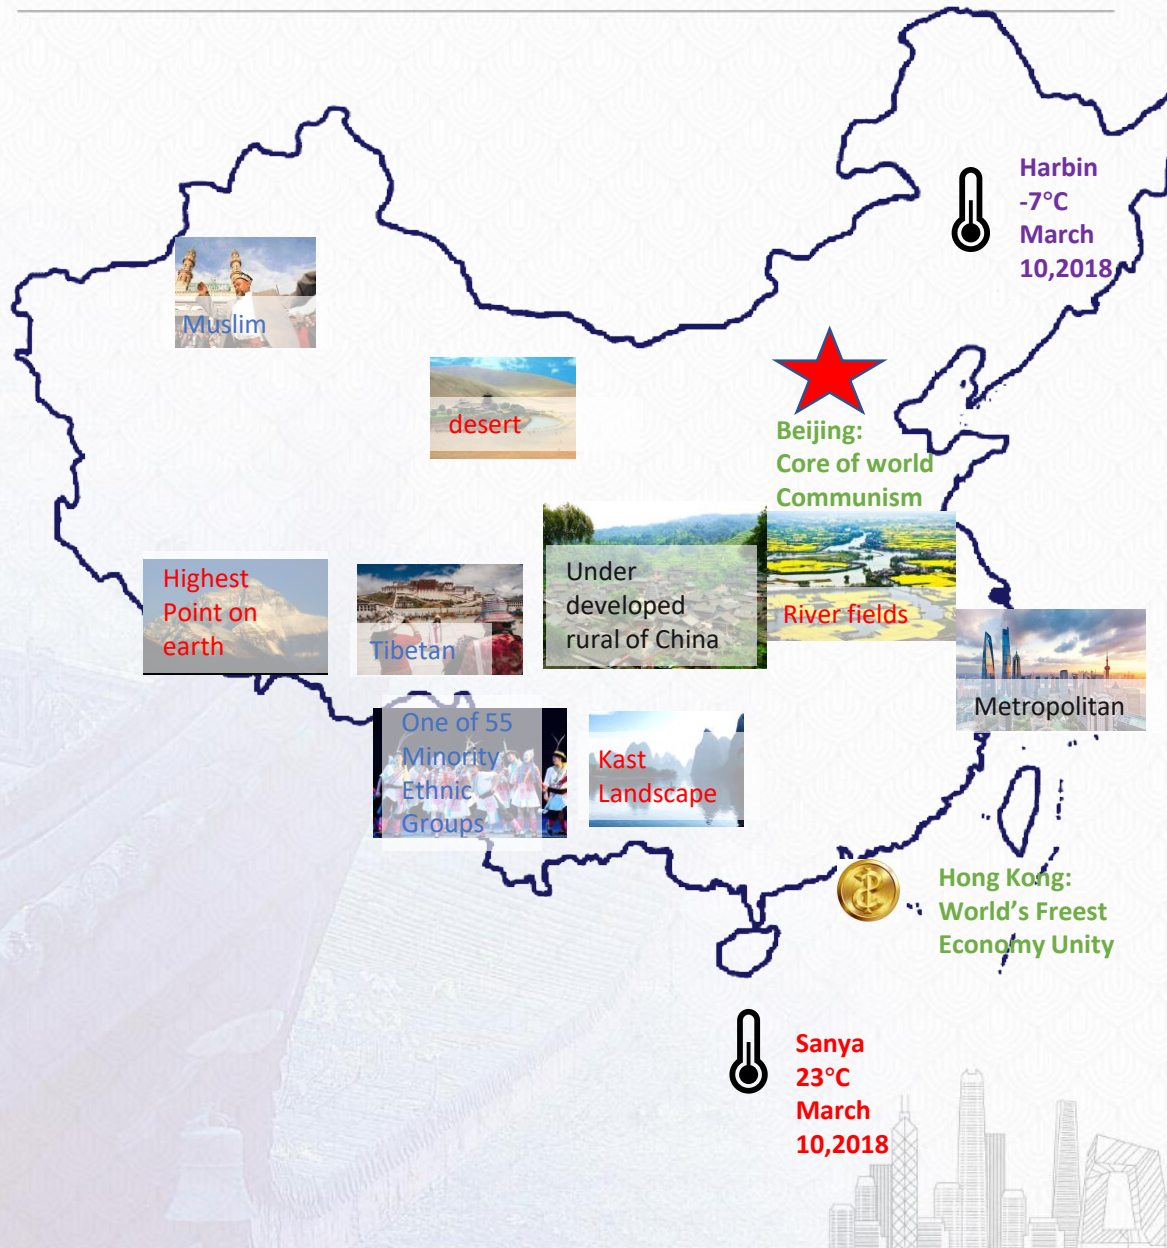 Harbin
-7°C
March
10,2018
Muslim
desert
Beijing:
Core of world
Communism
Highest
Point on
earth
Tibetan
Under
developed
rural of China
River fields
Metropolitan
One of 55
Minority
Ethnic
Groups
Kast
Landscape
Hong Kong:
World's Freest
Economy Unity
Sanya
23°C
March
10,2018